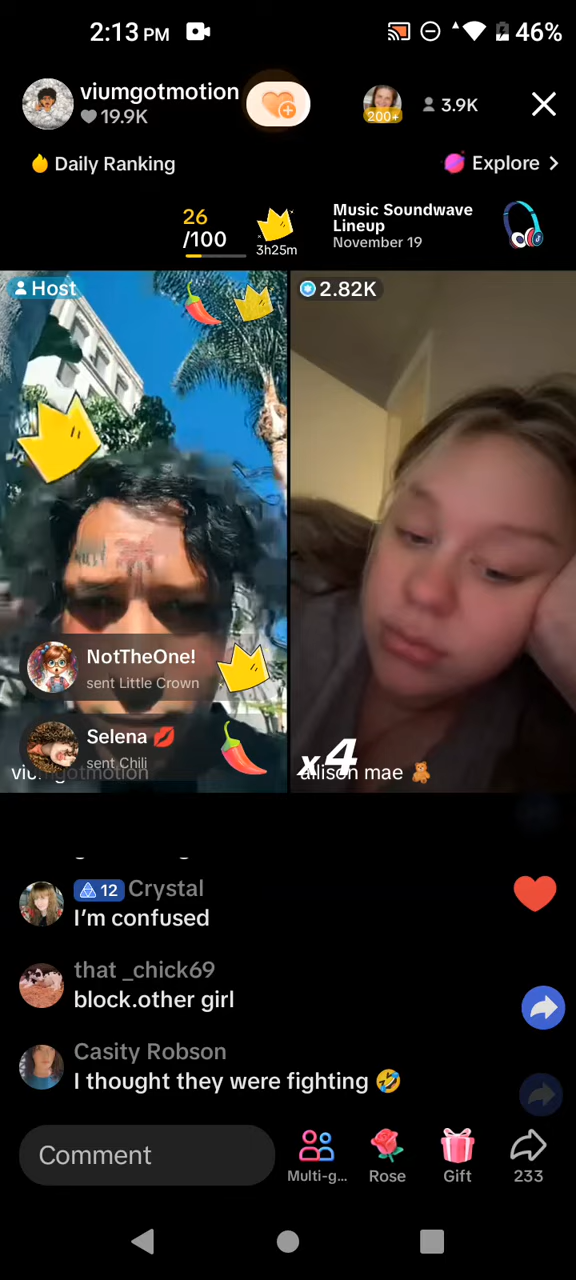 2:13 PM
46%
viumgotmotion
19.9K
200+
3.9K
Daily Ranking
Explore >
26
/100
3h25m
Music Soundwave
Lineup
November 19
Host
2.82K
NotTheOne!
sent Little Crown
Selena 💋
sent Chili
viumgotmotion
x4
alison mae 🧸
12 Crystal
I'm confused
that _chick69
block.other girl
Casity Robson
I thought they were fighting 🤣
Comment
Multi-g...
Rose
Gift
233